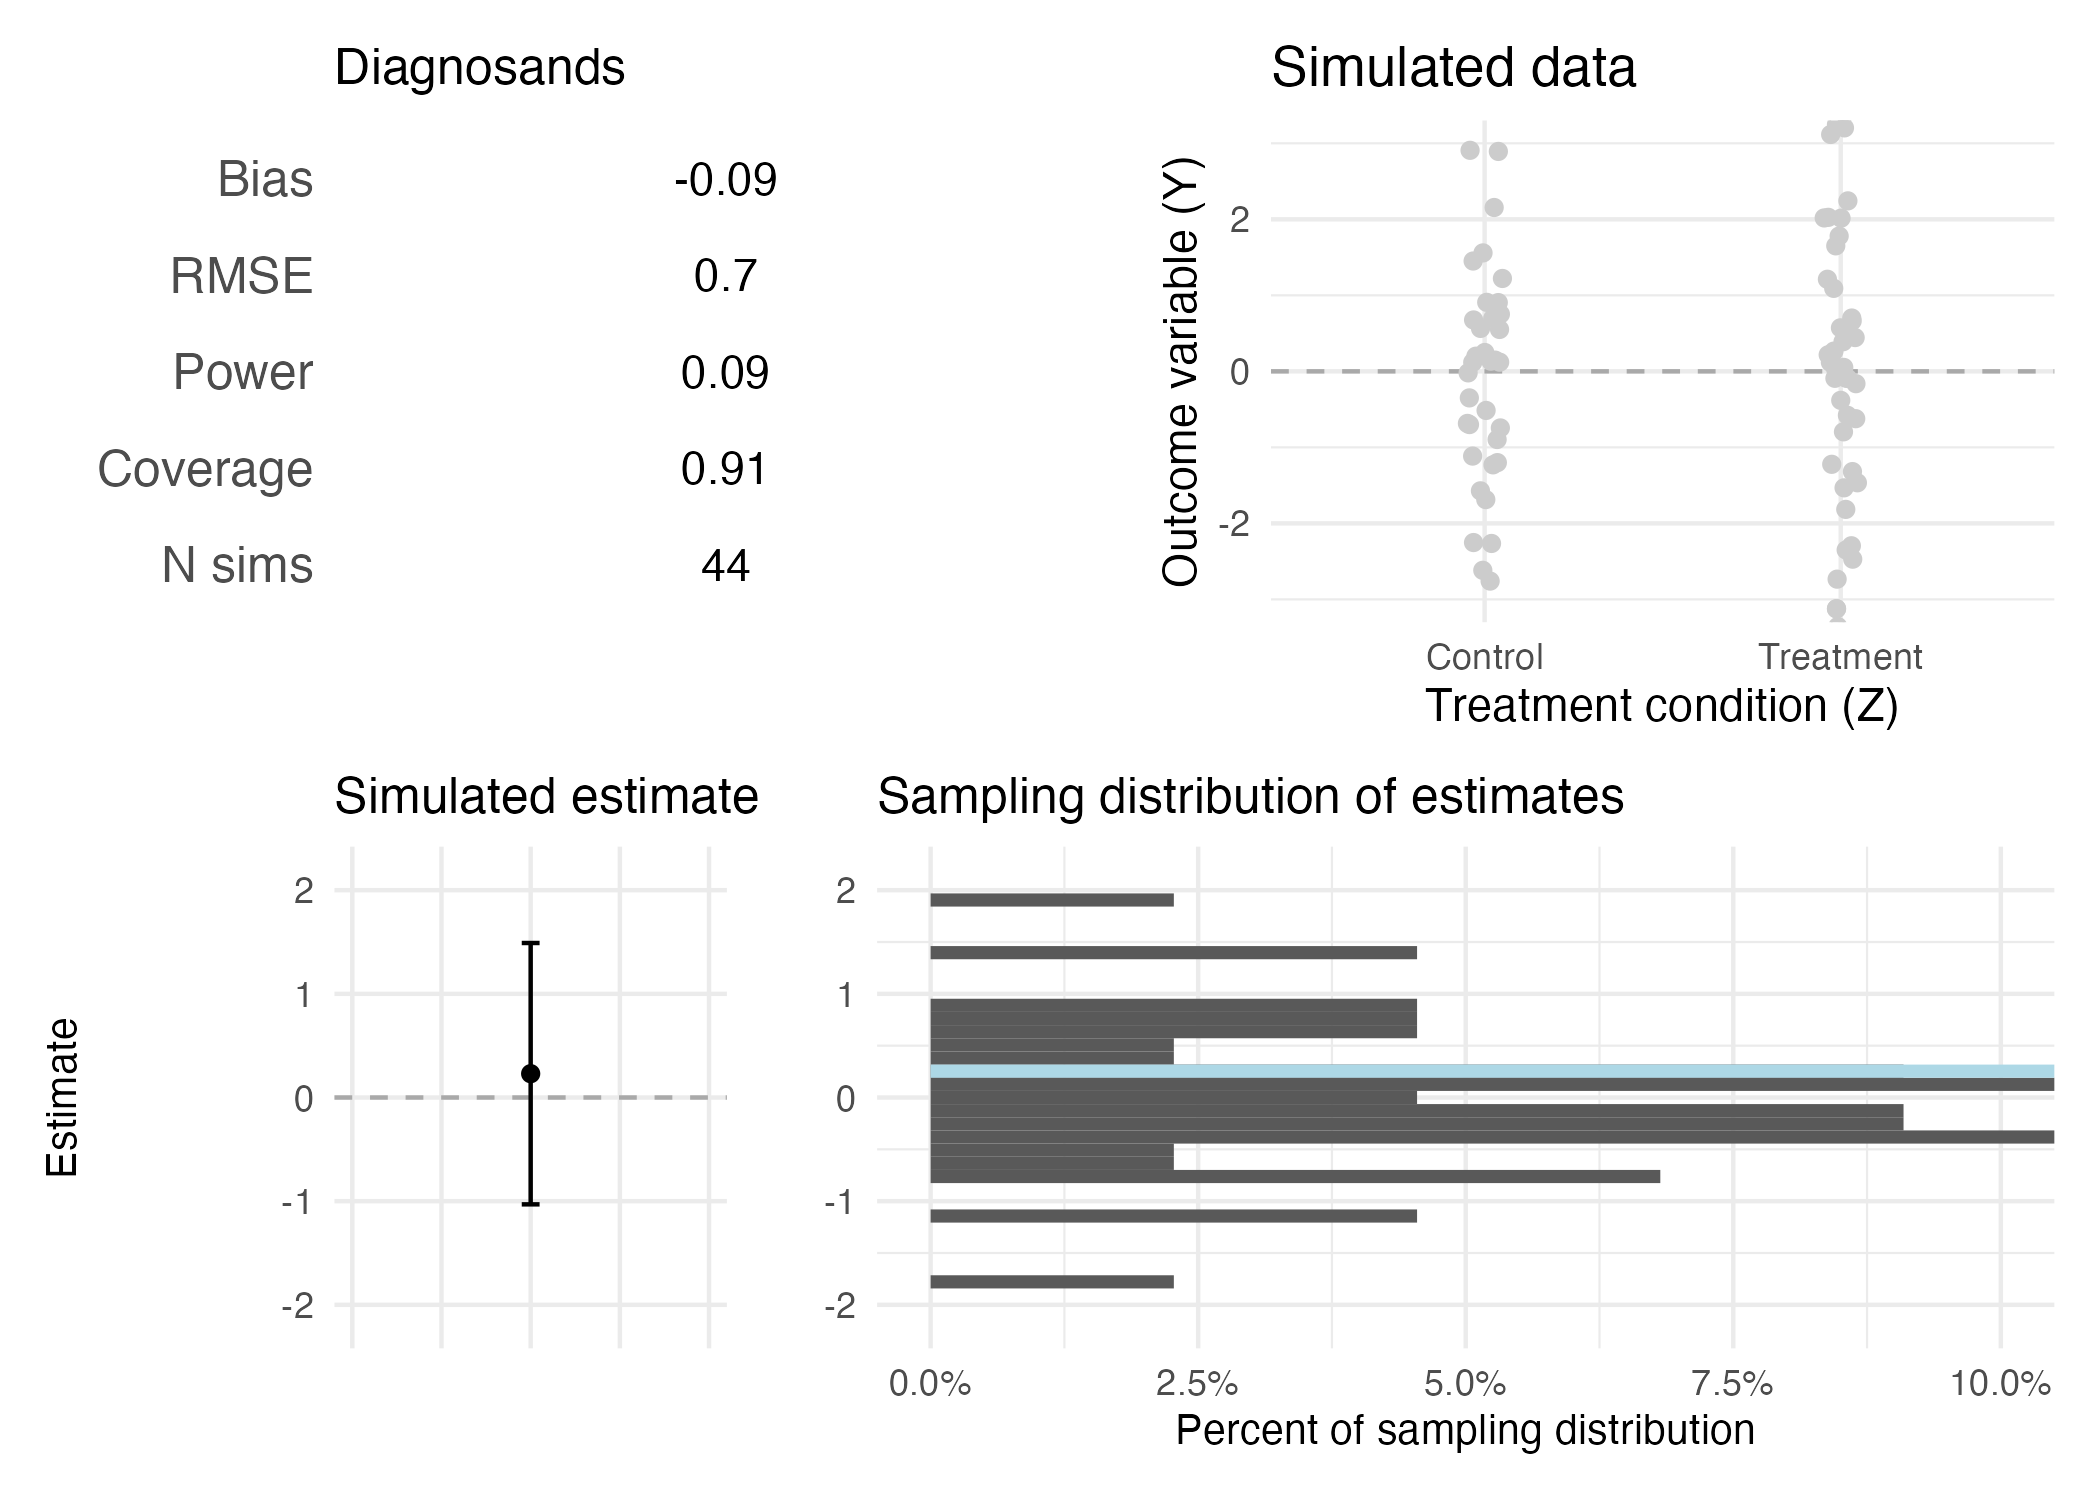 Diagnosands
Bias -0.09
RMSE 0.7
Power 0.09
Coverage 0.91
N sims 44
Simulated data
Outcome variable (Y)
2
0
-2
Control Treatment
Treatment condition (Z)
Simulated estimate
Estimate
2
1
0
-1
-2
Sampling distribution of estimates
2
1
0
-1
-2
0.0% 2.5% 5.0% 7.5% 10.0%
Percent of sampling distribution